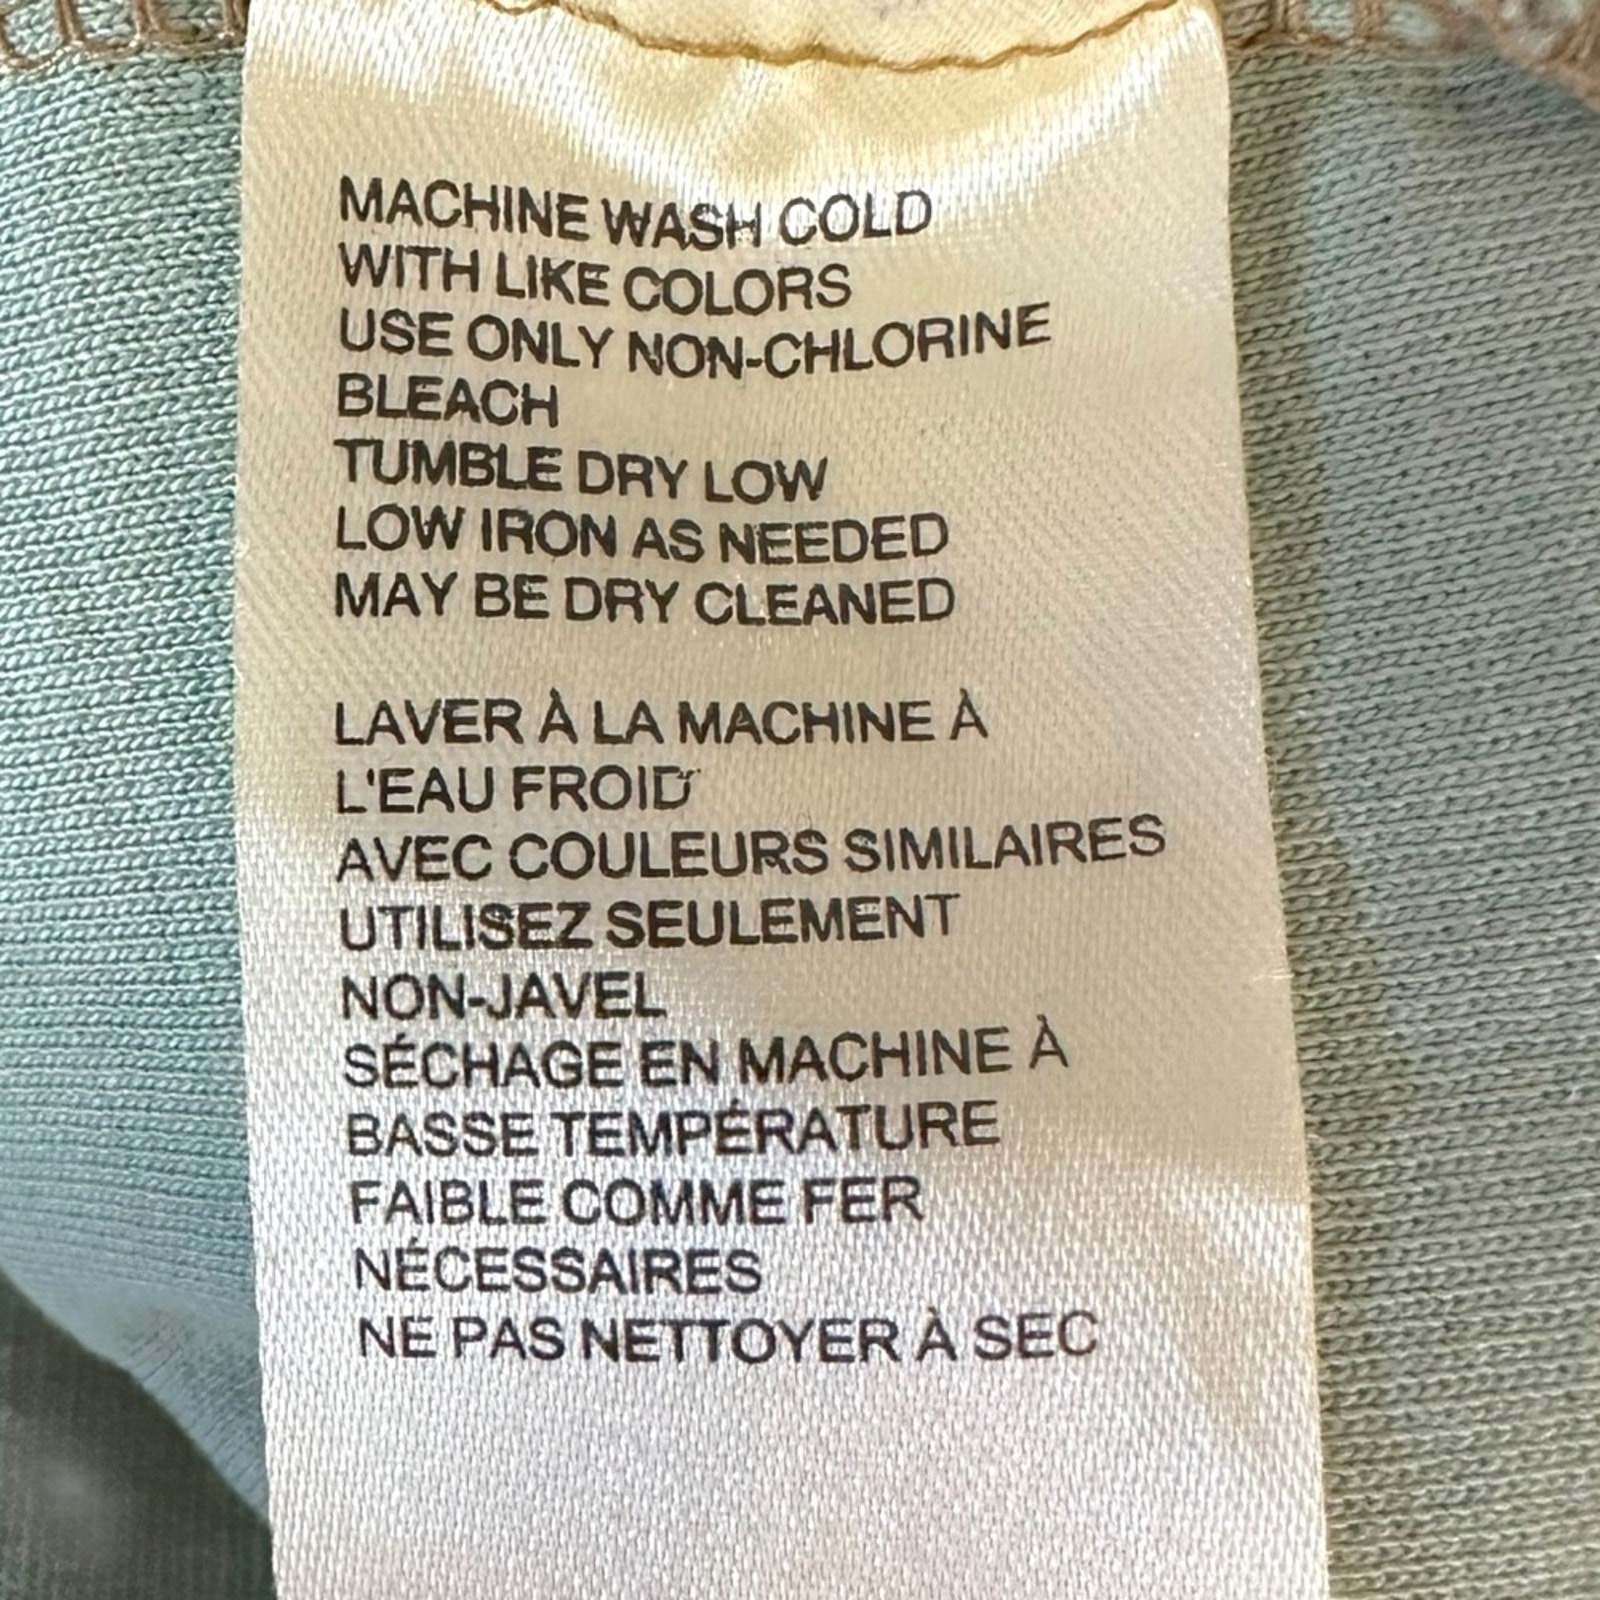 MACHINE WASH COLD
WITH LIKE COLORS
USE ONLY NON-CHLORINE
BLEACH
TUMBLE DRY LOW
LOW IRON AS NEEDED
MAY BE DRY CLEANED
LAVER À LA MACHINE À
L'EAU FROID
AVEC COULEURS SIMILAIRES
UTILISEZ SEULEMENT
NON-JAVEL
SÉCHAGE EN MACHINE À
BASSE TEMPÉRATURE
FAIBLE COMME FER
NÉCESSAIRES
NE PAS NETTOYER À SEC